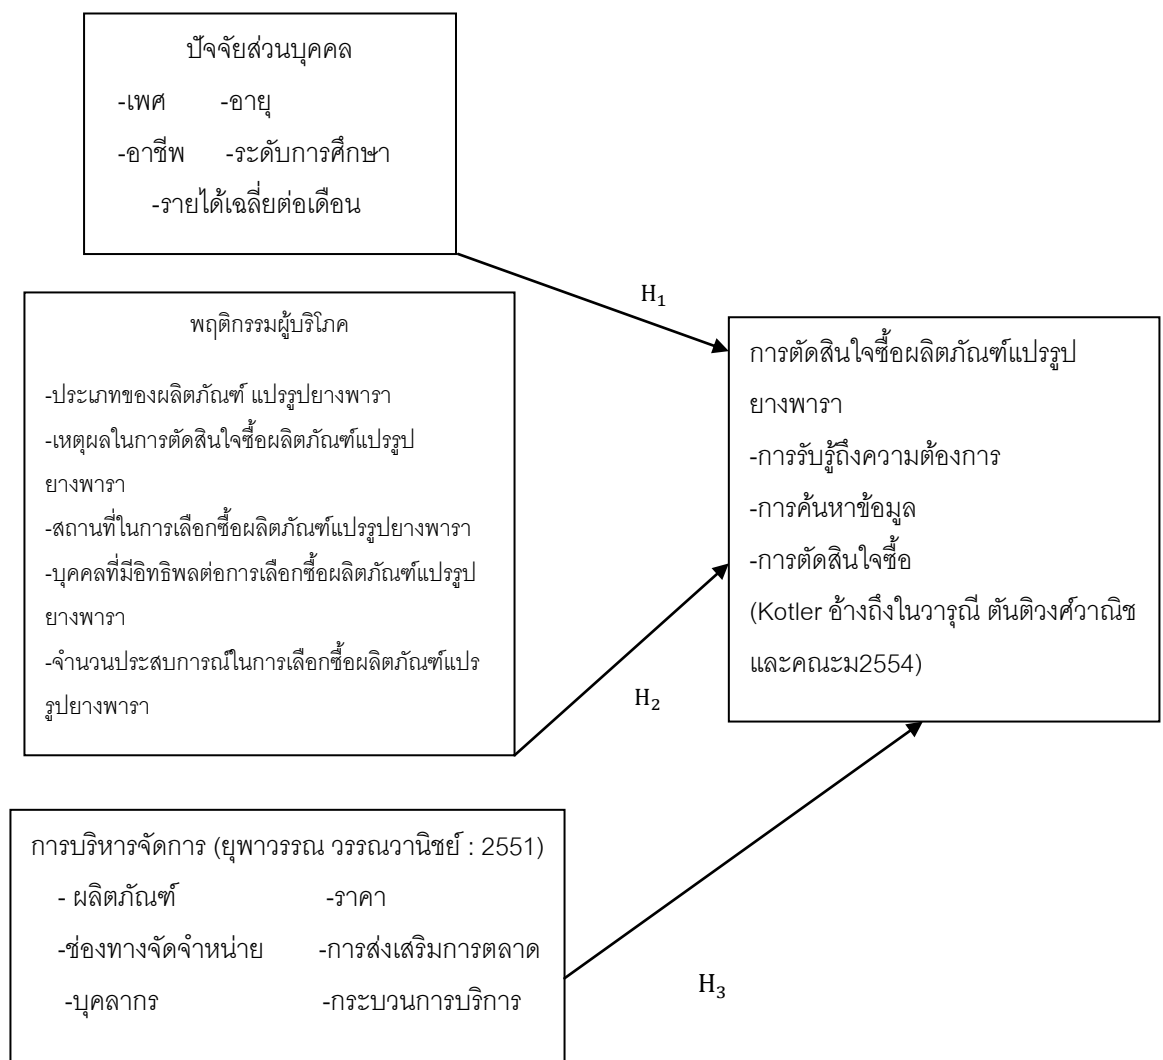 ปัจจัยส่วนบุคคล
-เพศ -อายุ
-อาชีพ -ระดับการศึกษา
-รายได้เฉลี่ยต่อเดือน
H₁
พฤติกรรมผู้บริโภค
-ประเภทของผลิตภัณฑ์ แปรรูปยางพารา
-เหตุผลในการตัดสินใจซื้อผลิตภัณฑ์แปรรูป
ยางพารา
-สถานที่ในการเลือกซื้อผลิตภัณฑ์แปรรูปยางพารา
-บุคคลที่มีอิทธิพลต่อการเลือกซื้อผลิตภัณฑ์แปรรูป
ยางพารา
-จำนวนประสบการณ์ในการเลือกซื้อผลิตภัณฑ์แปร
รูปยางพารา
H₂
การตัดสินใจซื้อผลิตภัณฑ์แปรรูป
ยางพารา
-การรับรู้ถึงความต้องการ
-การค้นหาข้อมูล
-การตัดสินใจซื้อ
(Kotler อ้างถึงในวารุณี ตันติวงศ์วาณิช
และคณะม2554)
การบริหารจัดการ (ยุพาวรรณ วรรณวานิชย์ : 2551)
- ผลิตภัณฑ์ -ราคา
-ช่องทางจัดจำหน่าย -การส่งเสริมการตลาด
-บุคลากร -กระบวนการบริการ
H₃